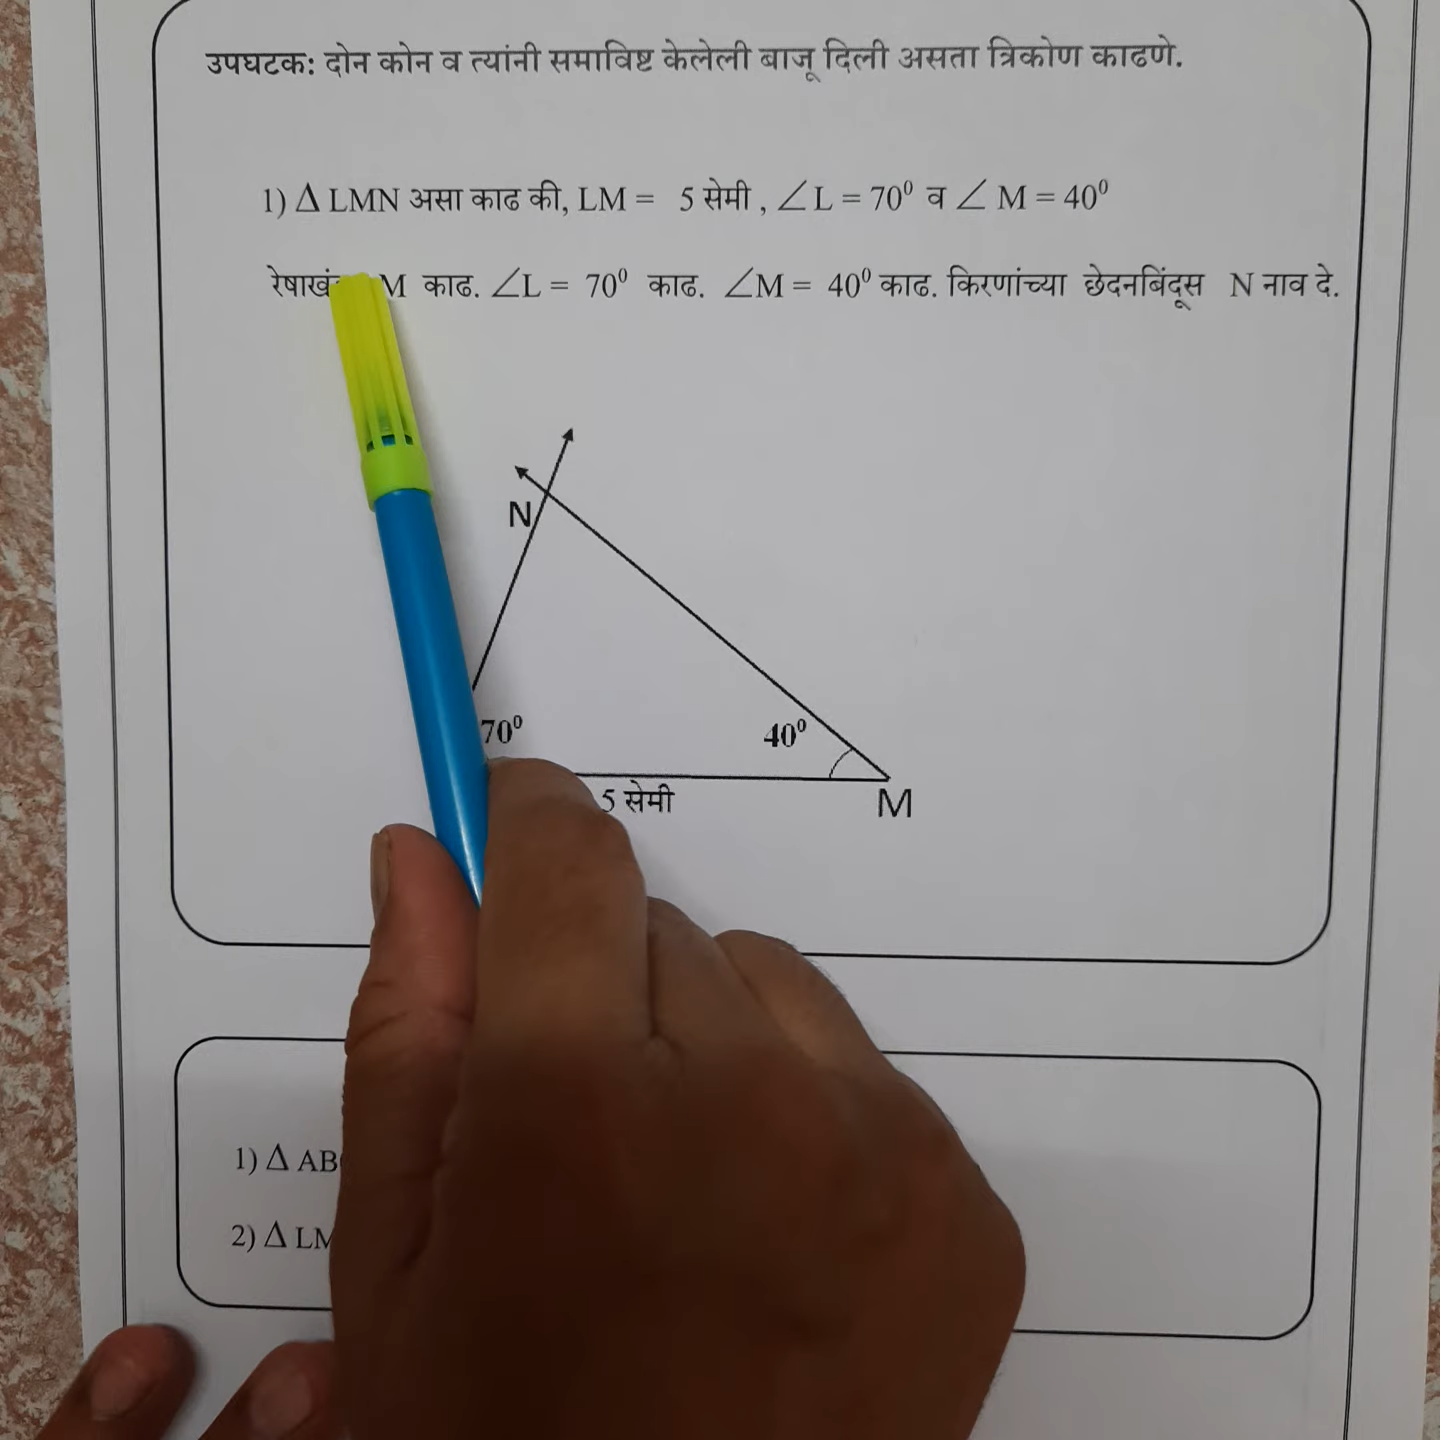 उपघटक: दोन कोन व त्यांनी समाविष्ट केलेली बाजू दिली असता त्रिकोण काढणे.
1) Δ LMN असा काढ की, LM = 5 सेमी , ∠L = 70⁰ व ∠ M = 40⁰
रेषाखं M काढ. ∠L = 70⁰ काढ. ∠M = 40⁰ काढ. किरणांच्या छेदनबिंदूस N नाव दे.
N
70⁰ 40⁰
5 सेमी
M
1) Δ AB
2) Δ LM